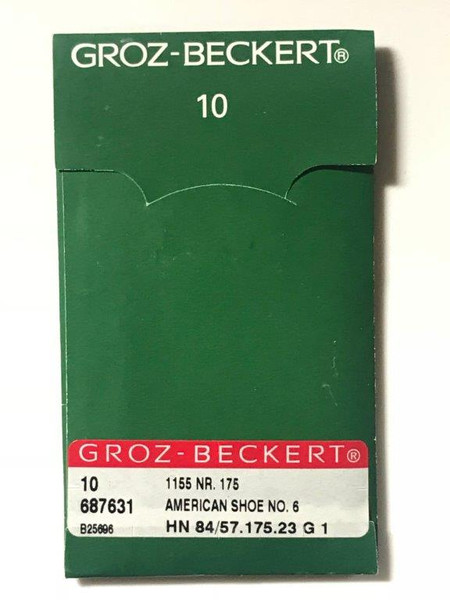 GROZ-BECKERT®
10
GROZ-BECKERT®
10 1155 NR. 175
687631 AMERICAN SHOE NO. 6
B25696 HN 84/57.175.23 G 1